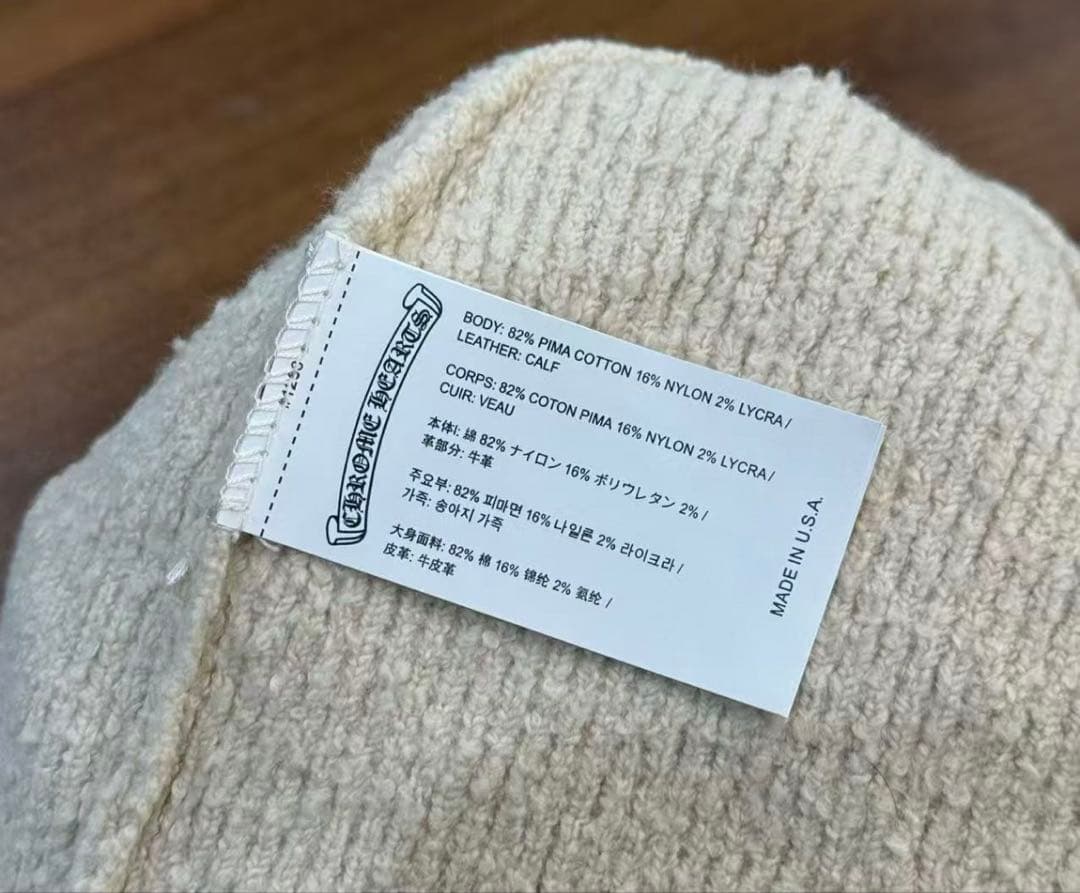 CHROME HEARTS
BODY: 82% PIMA COTTON 16% NYLON 2% LYCRA /
LEATHER: CALF
CORPS: 82% COTON PIMA 16% NYLON 2% LYCRA /
CUIR: VEAU
本体: 綿 82% ナイロン 16% ポリウレタン 2% /
革部分: 牛革
주요부: 82% 피마면 16% 나일론 2% 라이크라 /
가죽: 송아지 가죽
大身面料: 82% 棉 16% 锦纶 2% 氨纶 /
皮革: 牛皮革
MADE IN U.S.A.